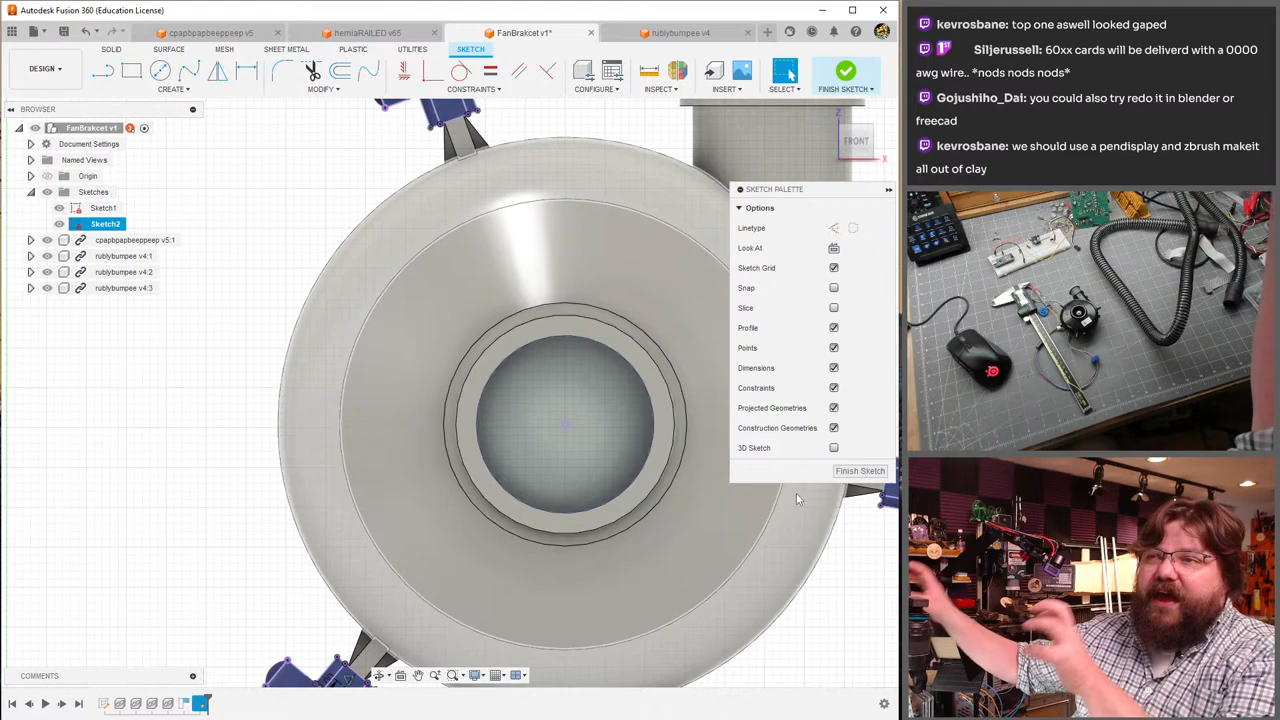 Autodesk Fusion 360 (Education License)
cpapbpapbeeppeep v5
hemlaRAILED v65
FanBrakcet v1*
rublybumpee v4
SOLID
SURFACE
MESH
SHEET METAL
PLASTIC
UTILITIES
SKETCH
DESIGN
CREATE
MODIFY
CONSTRAINTS
CONFIGURE
INSPECT
INSERT
SELECT
FINISH SKETCH
BROWSER
FanBrakcet v1
Document Settings
Named Views
Origin
Sketches
Sketch1
Sketch2
cpapbpapbeeppeep v5:1
rublybumpee v4:1
rublybumpee v4:2
rublybumpee v4:3
Z
FRONT
X
SKETCH PALETTE
Options
Linetype
Look At
Sketch Grid
Snap
Slice
Profile
Points
Dimensions
Constraints
Projected Geometries
Construction Geometries
3D Sketch
Finish Sketch
COMMENTS
kevrosbane: top one aswell looked gaped
1st Siljerussell: 60xx cards will be deliverd with a 0000
awg wire.. *nods nods nods*
Gojushiho_Dai: you could also try redo it in blender or
freecad
kevrosbane: we should use a pendisplay and zbrush makeit
all out of clay